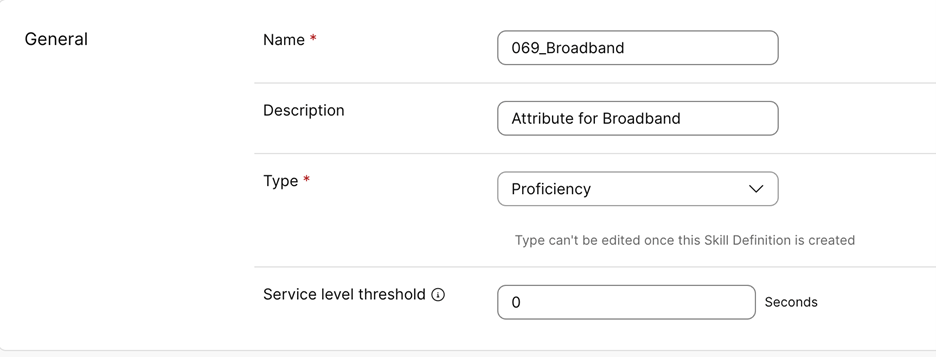 General
Name *
069_Broadband
Description
Attribute for Broadband
Type *
Proficiency
Type can't be edited once this Skill Definition is created
Service level threshold
0
Seconds